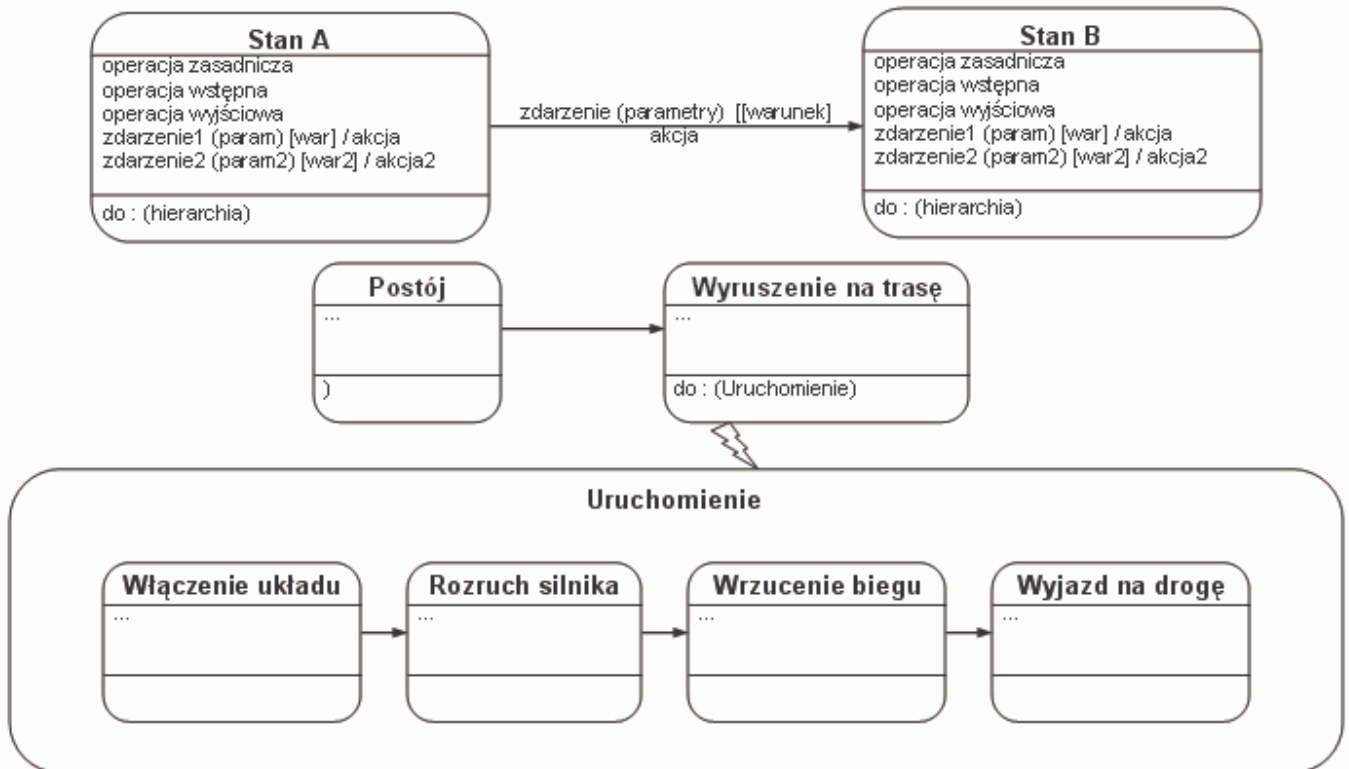 Stan A
operacja zasadnicza
operacja wstępna
operacja wyjściowa
zdarzenie1 (param) [war] / akcja
zdarzenie2 (param2) [war2] / akcja2
do : (hierarchia)
zdarzenie (parametry) [[warunek]
akcja
Stan B
operacja zasadnicza
operacja wstępna
operacja wyjściowa
zdarzenie1 (param) [war] / akcja
zdarzenie2 (param2) [war2] / akcja2
do : (hierarchia)
Postój
...
)
Wyruszenie na trasę
...
do : (Uruchomienie)
Uruchomienie
Włączenie układu
...
Rozruch silnika
...
Wrzucenie biegu
...
Wyjazd na drogę
...